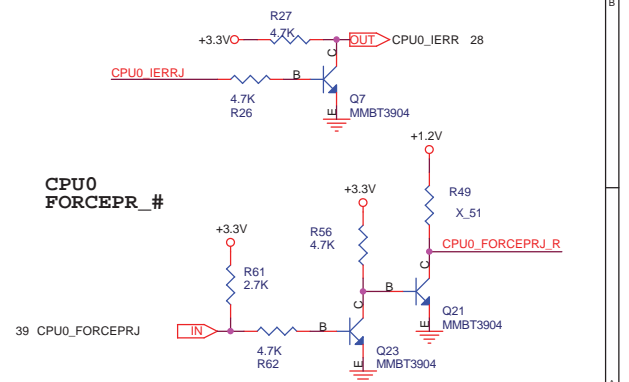 B
R27
+3.3V
4.7K
OUT
CPU0_IERR 28
C
CPU0_IERRJ
B
4.7K
R26
Q7
MMBT3904
E
+1.2V
CPU0
FORCEPR_#
+3.3V
R49
X_51
+3.3V
R56
4.7K
CPU0_FORCEPRJ_R
C
R61
2.7K
B
C
Q21
MMBT3904
39 CPU0_FORCEPRJ
IN
B
E
4.7K
R62
Q23
MMBT3904
E